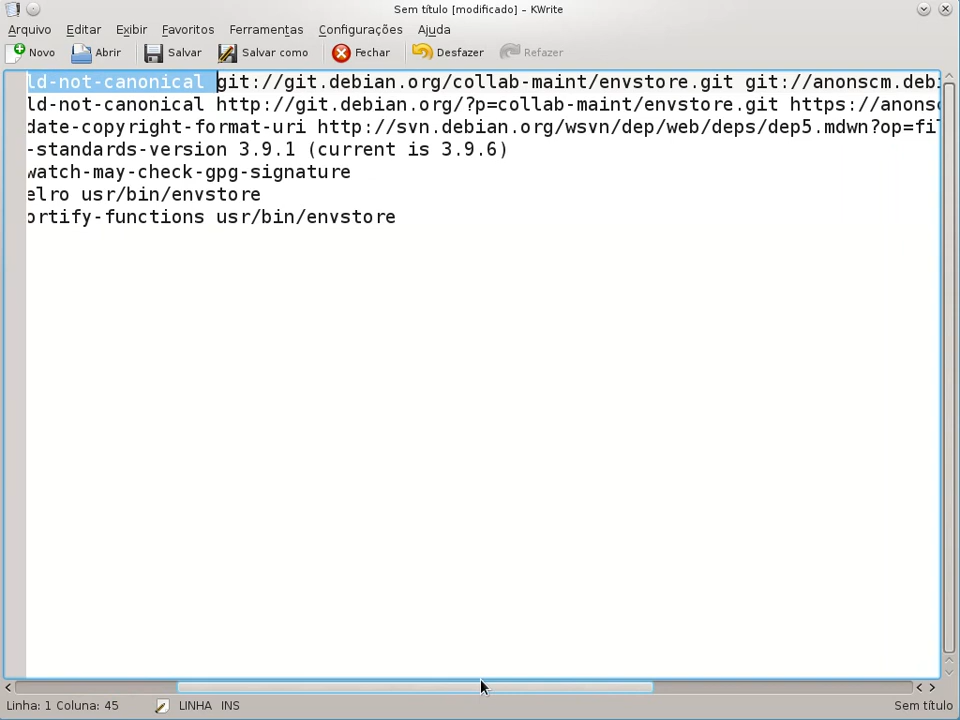 Sem título [modificado] – KWrite
Arquivo Editar Exibir Favoritos Ferramentas Configurações Ajuda
Novo Abrir Salvar Salvar como Fechar Desfazer Refazer
ld-not-canonical git://git.debian.org/collab-maint/envstore.git git://anonscm.deb
ld-not-canonical http://git.debian.org/?p=collab-maint/envstore.git https://anons
date-copyright-format-uri http://svn.debian.org/wsvn/dep/web/deps/dep5.mdwn?op=fi
-standards-version 3.9.1 (current is 3.9.6)
watch-may-check-gpg-signature
elro usr/bin/envstore
ortify-functions usr/bin/envstore
Linha: 1 Coluna: 45 LINHA INS Sem título